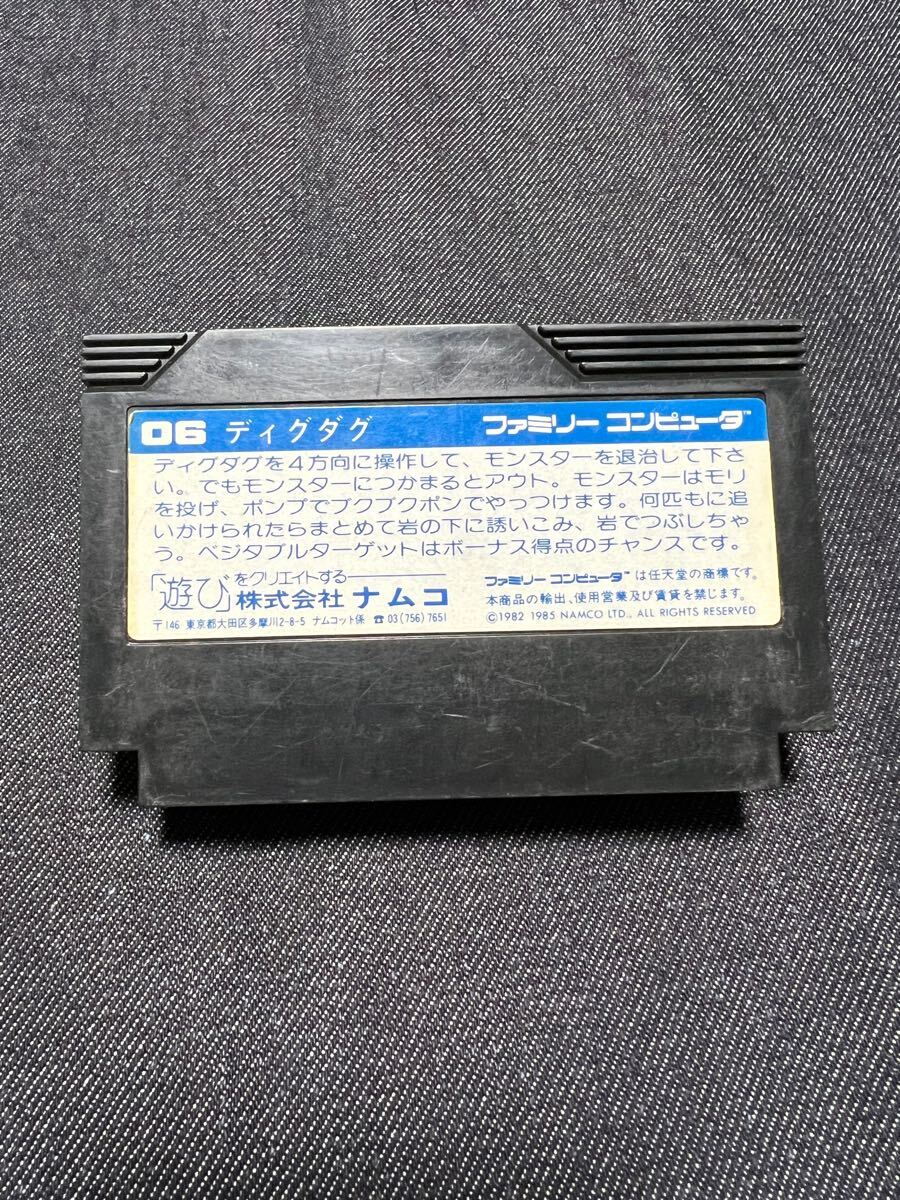 06 ディグダグ ファミリー コンピュータ™
ディグダグを4方向に操作して、モンスターを退治して下さ
い。でもモンスターにつかまるとアウト。モンスターはモリ
を投げ、ポンプでブクブクポンでやっつけます。何匹もに追
いかけられたらまとめて岩の下に誘いこみ、岩でつぶしちゃ
う。ベジタブルターゲットはボーナス得点のチャンスです。
「遊び」をクリエイトする
株式会社 ナムコ
〒146 東京都大田区多摩川2-8-5 ナムコット係 ☎03(756)7651
ファミリー コンピュータ™ は任天堂の商標です。
本商品の輸出、使用営業及び賃貸を禁じます。
©1982 1985 NAMCO LTD., ALL RIGHTS RESERVED